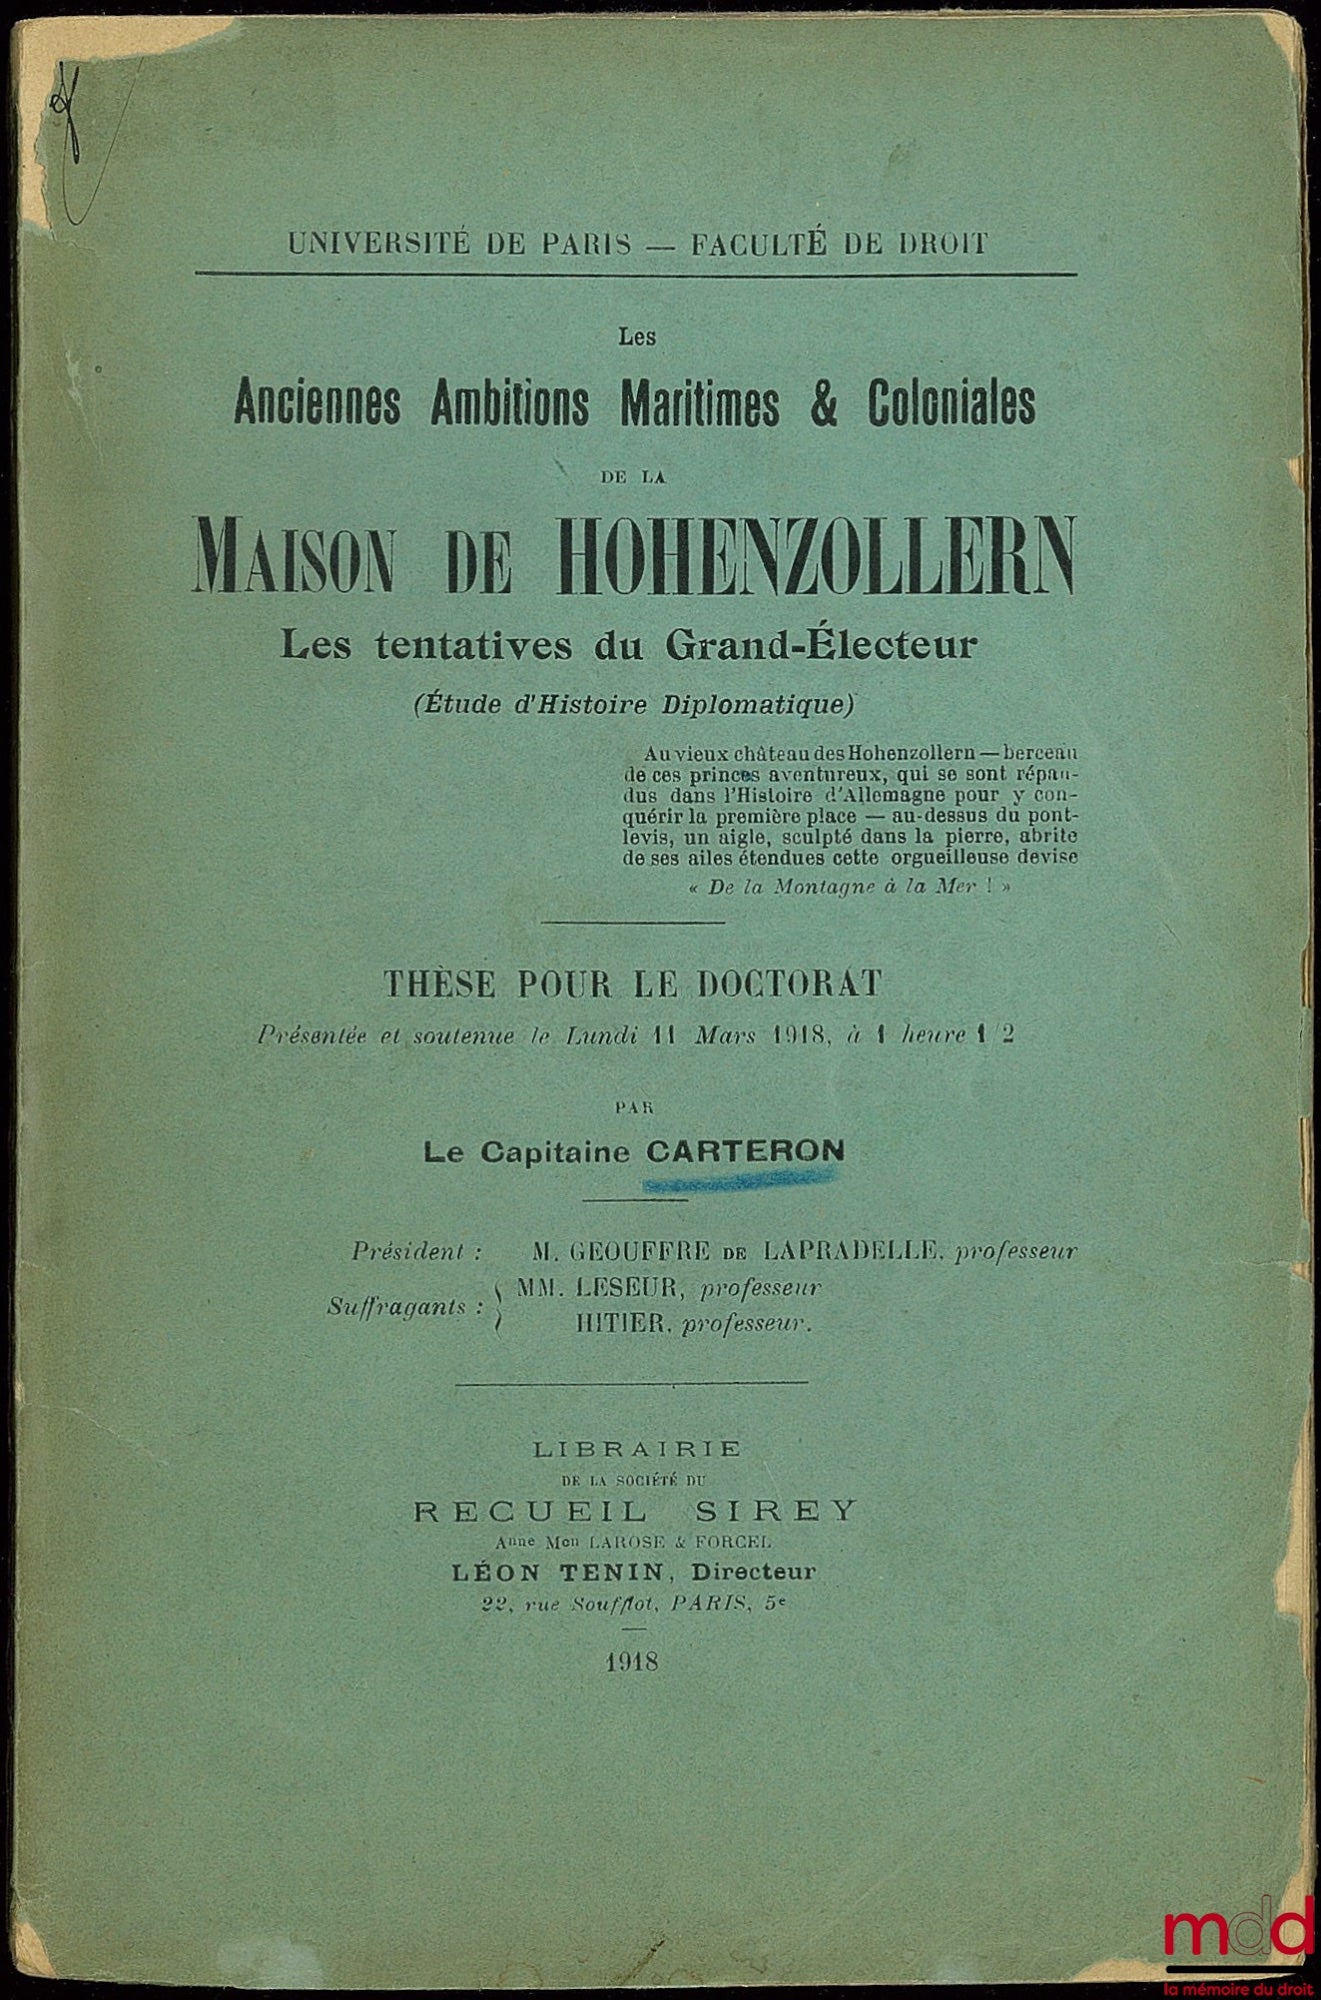 UNIVERSITÉ DE PARIS — FACULTÉ DE DROIT
Les
Anciennes Ambitions Maritimes & Coloniales
DE LA
MAISON DE HOHENZOLLERN
Les tentatives du Grand-Électeur
(Étude d'Histoire Diplomatique)
Au vieux château des Hohenzollern — berceau
de ces princes aventureux, qui se sont répan-
dus dans l'Histoire d'Allemagne pour y con-
quérir la première place — au-dessus du pont-
levis, un aigle, sculpté dans la pierre, abrite
de ses ailes étendues cette orgueilleuse devise
« De la Montagne à la Mer ! »
THÈSE POUR LE DOCTORAT
Présentée et soutenue le Lundi 11 Mars 1918, à 1 heure 1/2
PAR
Le Capitaine CARTERON
Président : M. GEOUFFRE DE LAPRADELLE, professeur
Suffragants : { MM. LESEUR, professeur
HITIER, professeur.
LIBRAIRIE
DE LA SOCIÉTÉ DU
RECUEIL SIREY
Anne Mon LAROSE & FORCEL
LÉON TENIN, Directeur
22, rue Soufflot, PARIS, 5e
1918
mdd
la mémoire du droit